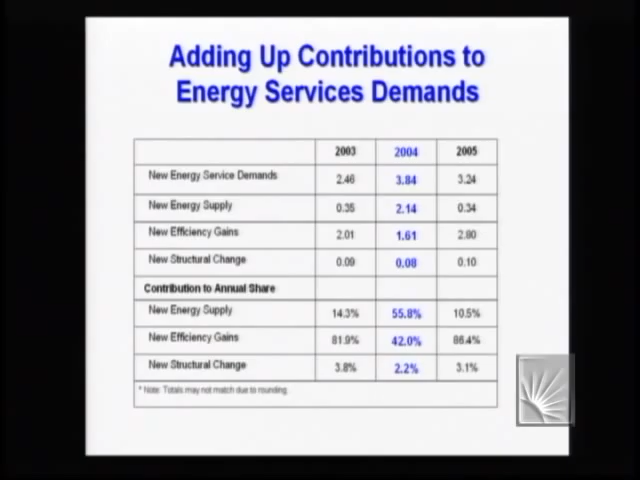 Adding Up Contributions to
Energy Services Demands
2003 2004 2005
New Energy Service Demands 2.46 3.84 3.24
New Energy Supply 0.35 2.14 0.34
New Efficiency Gains 2.01 1.61 2.80
New Structural Change 0.09 0.08 0.10
Contribution to Annual Share
New Energy Supply 14.3% 55.8% 10.5%
New Efficiency Gains 81.9% 42.0% 86.4%
New Structural Change 3.8% 2.2% 3.1%
* Note: Totals may not match due to rounding.